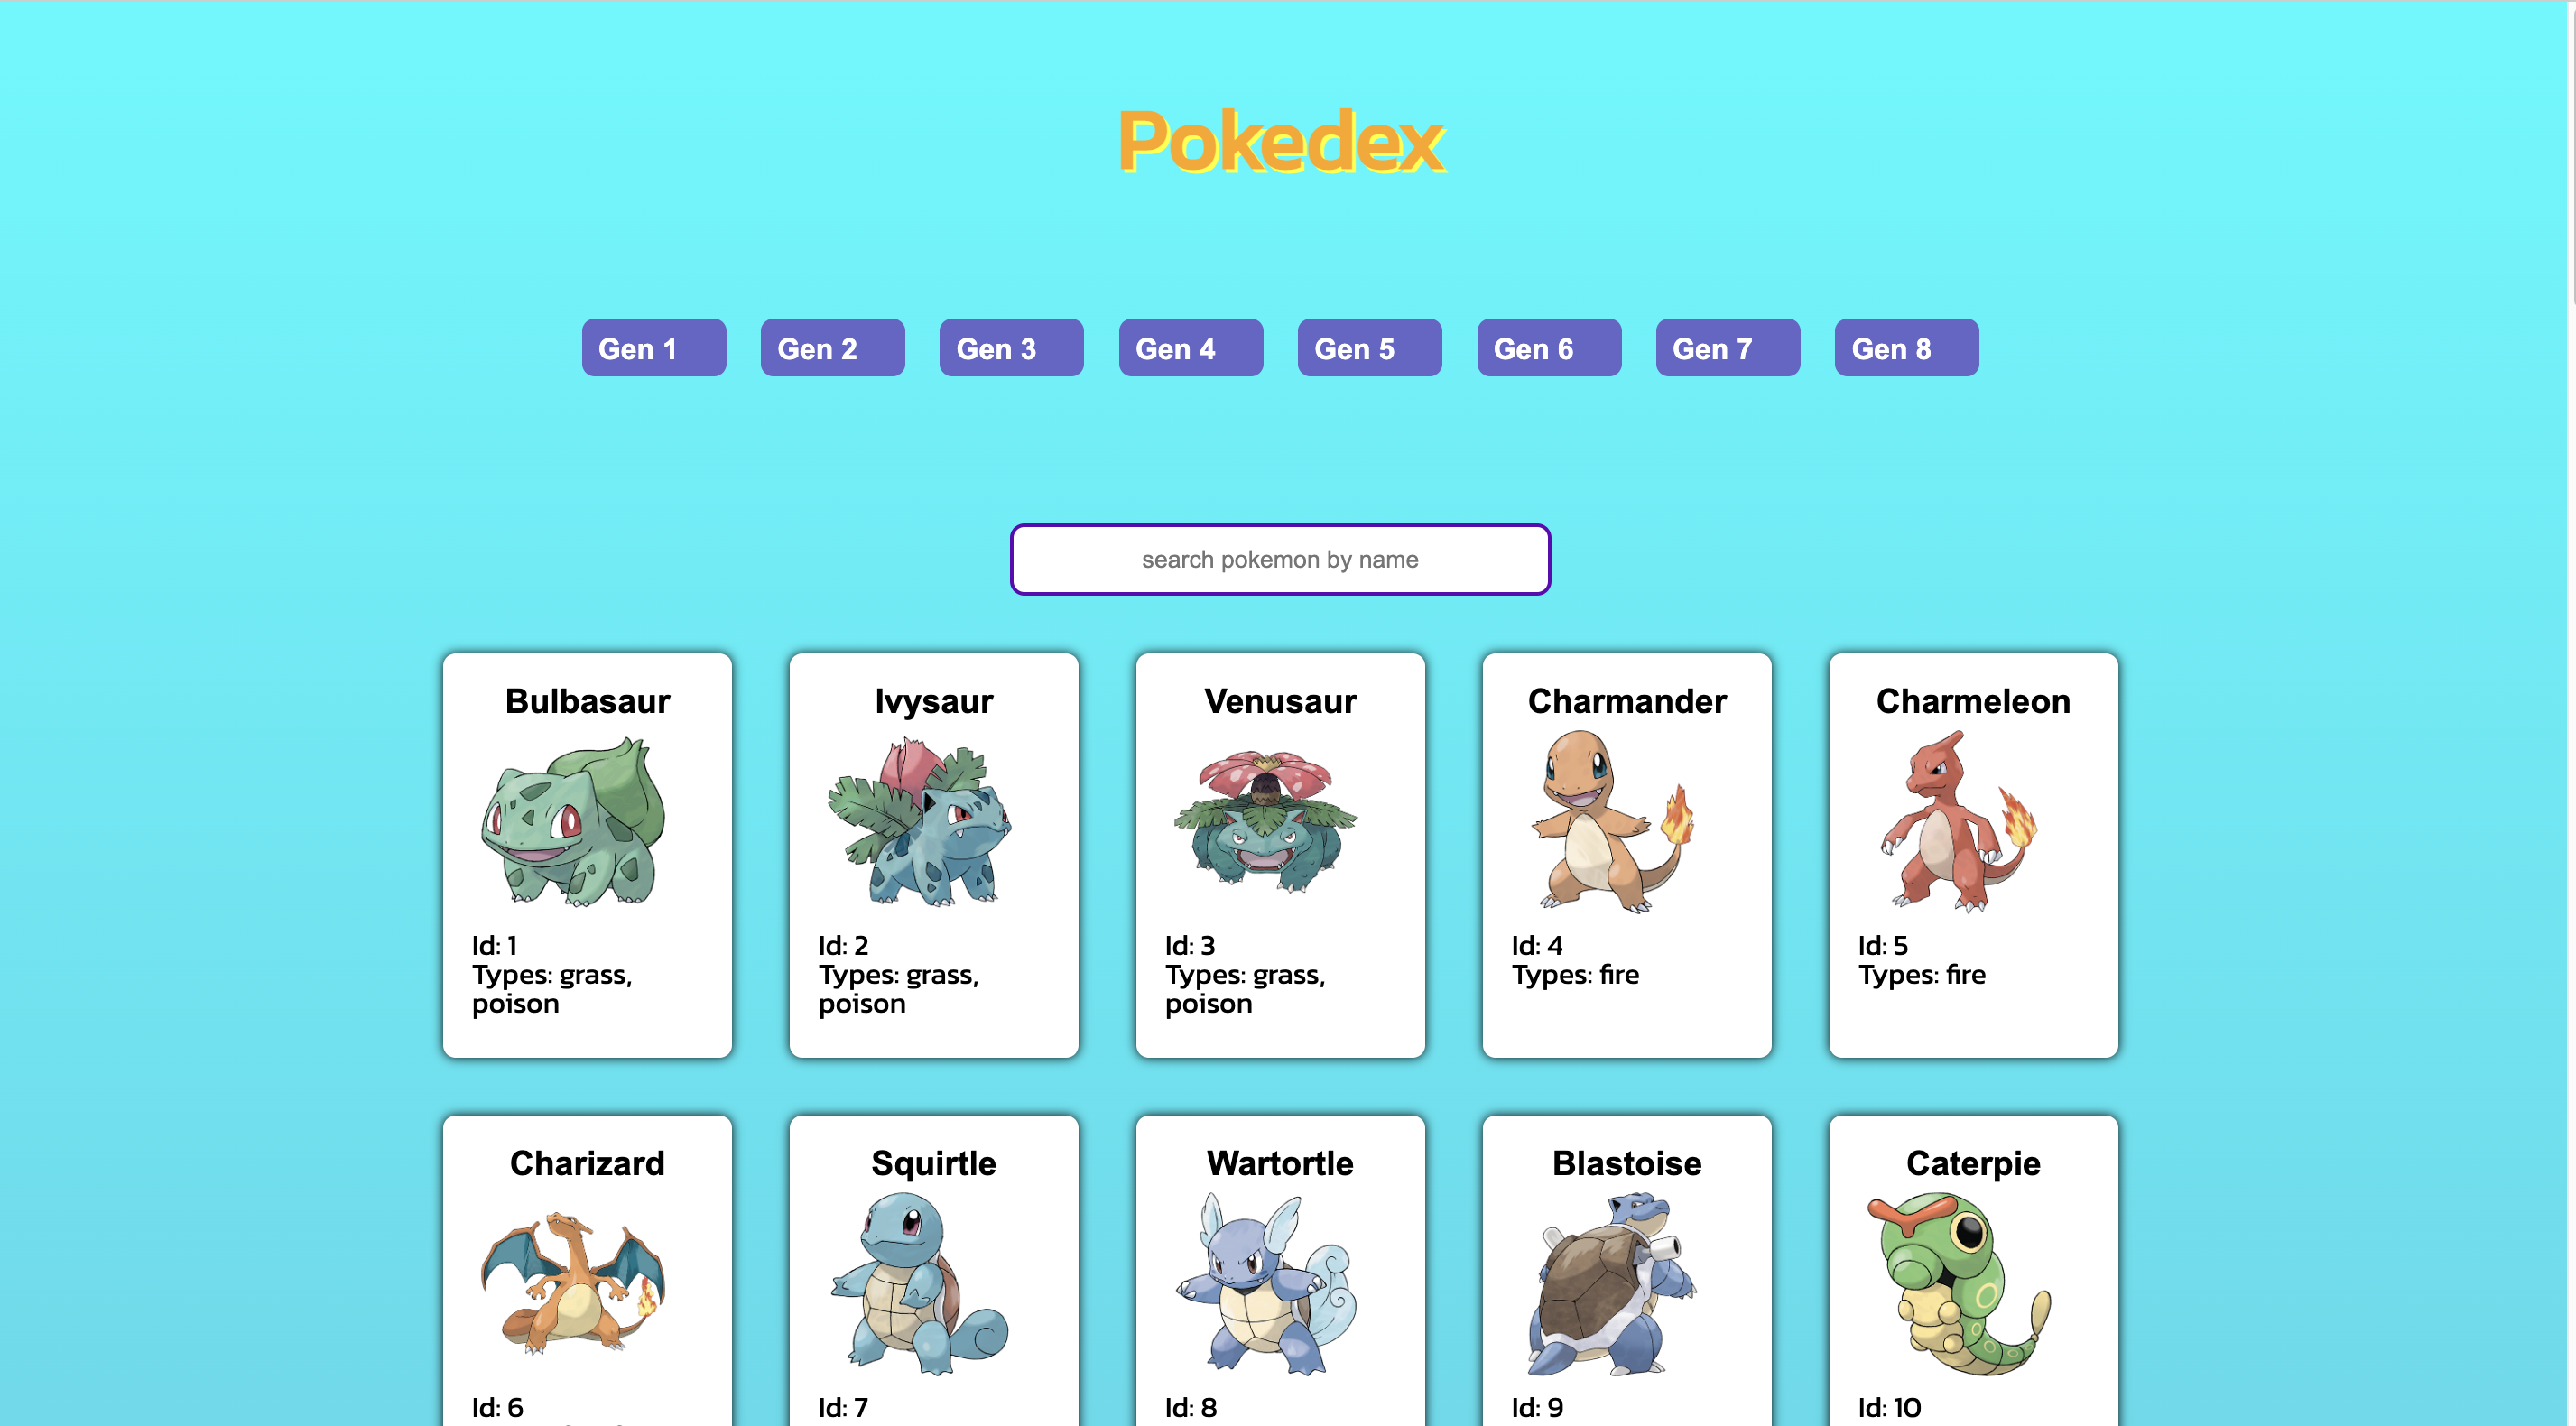 Pokedex
Gen 1
Gen 2
Gen 3
Gen 4
Gen 5
Gen 6
Gen 7
Gen 8
search pokemon by name
Bulbasaur
Id: 1
Types: grass,
poison
Ivysaur
Id: 2
Types: grass,
poison
Venusaur
Id: 3
Types: grass,
poison
Charmander
Id: 4
Types: fire
Charmeleon
Id: 5
Types: fire
Charizard
Id: 6
Squirtle
Id: 7
Wartortle
Id: 8
Blastoise
Id: 9
Caterpie
Id: 10